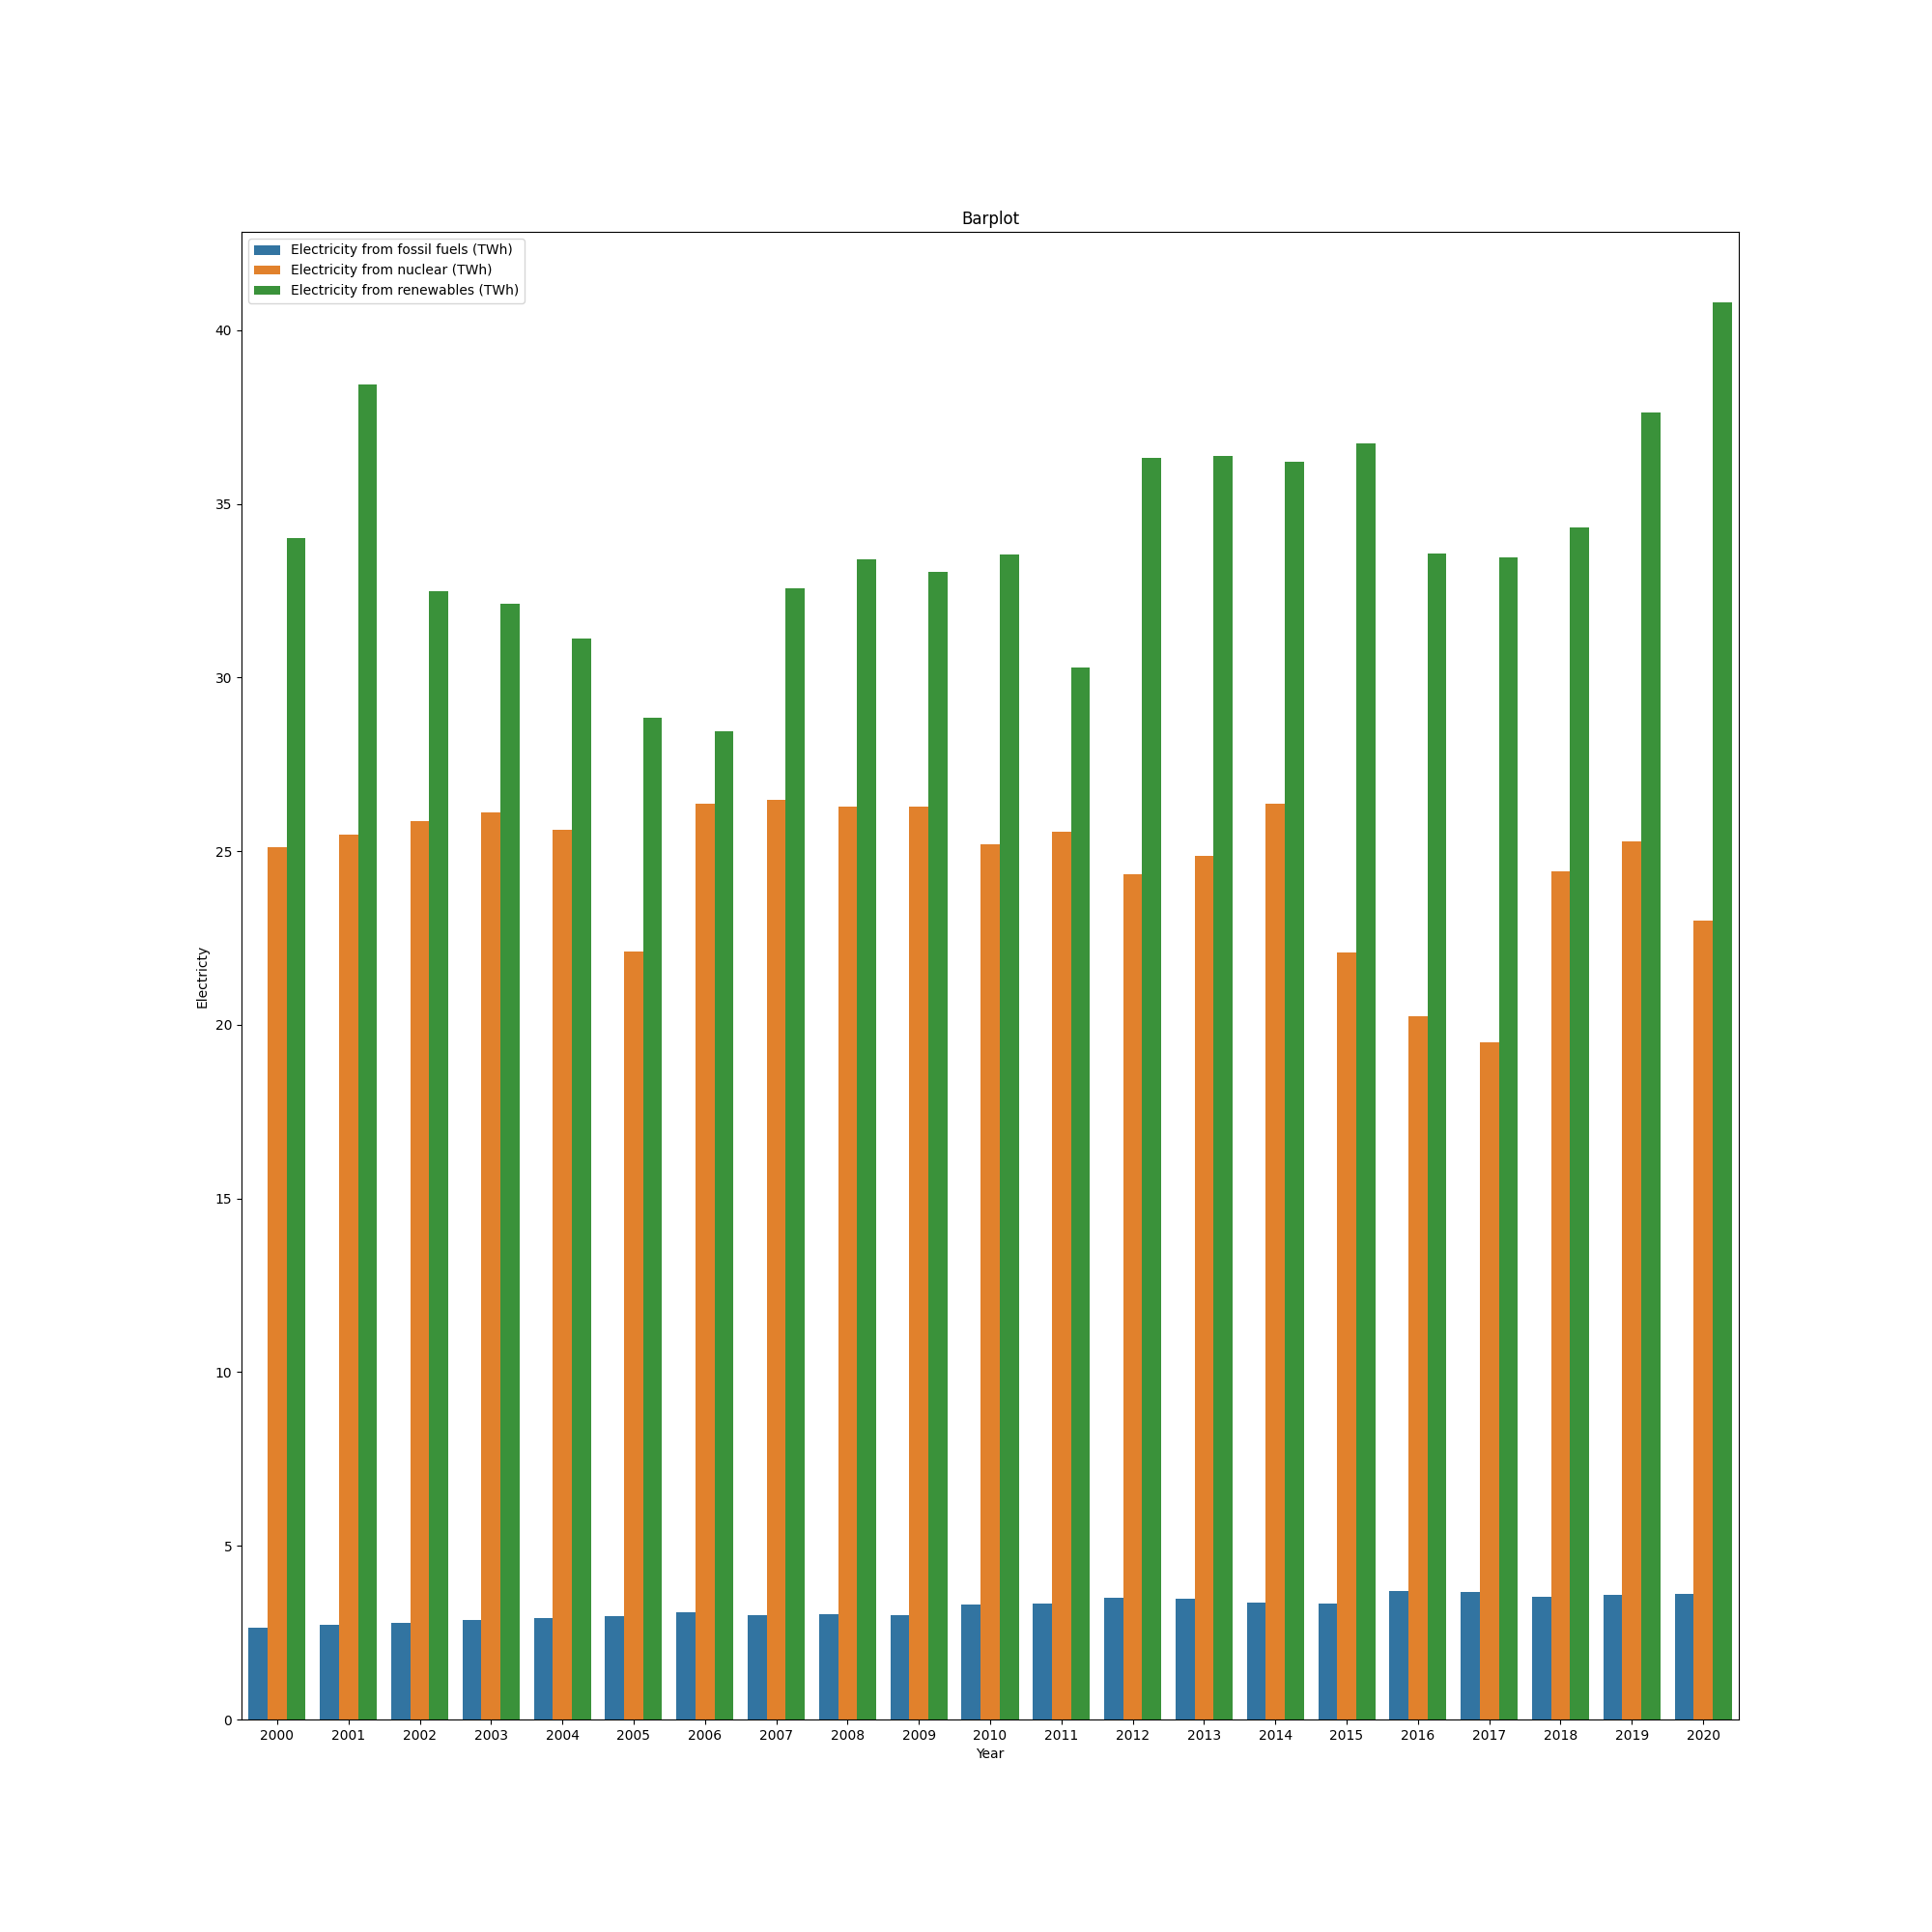 Barplot
Electricity from fossil fuels (TWh)
Electricity from nuclear (TWh)
Electricity from renewables (TWh)
40
35
30
25
20
15
10
5
0
Electricty
2000 2001 2002 2003 2004 2005 2006 2007 2008 2009 2010 2011 2012 2013 2014 2015 2016 2017 2018 2019 2020
Year